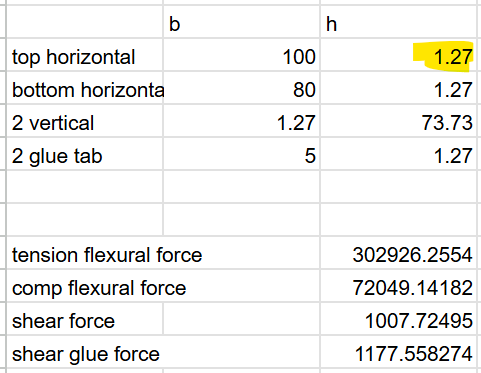 b h
top horizontal 100 1.27
bottom horizonta 80 1.27
2 vertical 1.27 73.73
2 glue tab 5 1.27
tension flexural force 302926.2554
comp flexural force 72049.14182
shear force 1007.72495
shear glue force 1177.558274